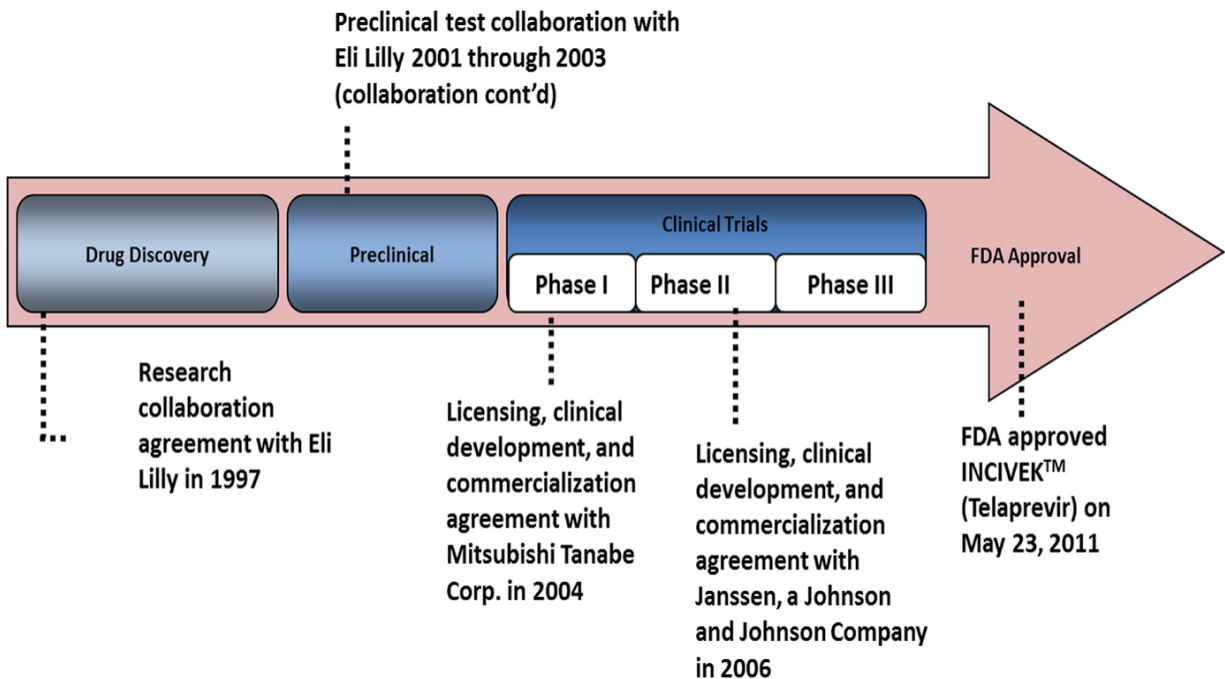 Preclinical test collaboration with
Eli Lilly 2001 through 2003
(collaboration cont’d)
Drug Discovery
Preclinical
Clinical Trials
Phase I
Phase II
Phase III
FDA Approval
Research
collaboration
agreement with Eli
Lilly in 1997
Licensing, clinical
development, and
commercialization
agreement with
Mitsubishi Tanabe
Corp. in 2004
Licensing, clinical
development, and
commercialization
agreement with
Janssen, a Johnson
and Johnson Company
in 2006
FDA approved
INCIVEK™
(Telaprevir) on
May 23, 2011